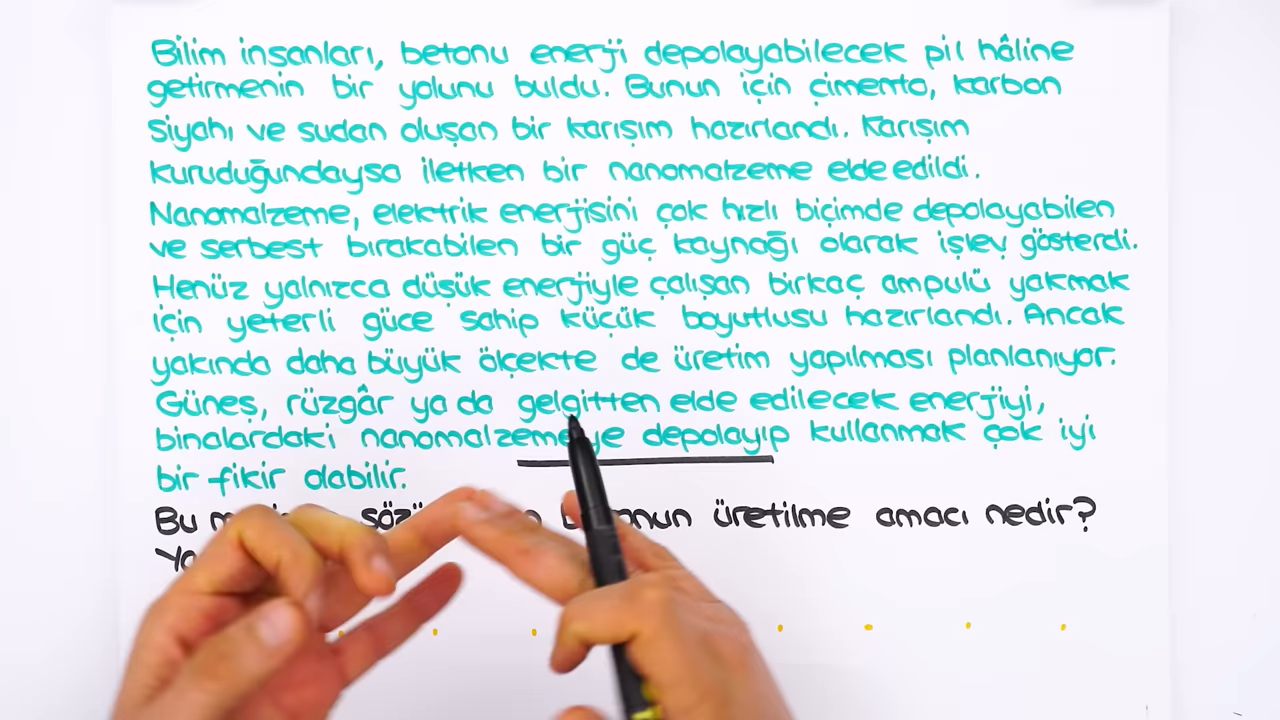 Bilim insanları, betonu enerji depolayabilecek pil hâline
getirmenin bir yolunu buldu. Bunun için çimento, karbon
siyahı ve sudan oluşan bir karışım hazırlandı. Karışım
kuruduğundaysa iletken bir nanomalzeme elde edildi.
Nanomalzeme, elektrik enerjisini çok hızlı biçimde depolayabilen
ve serbest bırakabilen bir güç kaynağı olarak işlev gösterdi.
Henüz yalnızca düşük enerjiyle çalışan birkaç ampulü yakmak
için yeterli güce sahip küçük boyutlusu hazırlandı. Ancak
yakında daha büyük ölçekte de üretim yapılması planlanıyor.
Güneş, rüzgâr ya da gelgitten elde edilecek enerjiyi,
binalardaki nanomalzemeye depolayıp kullanmak çok iyi
bir fikir olabilir.
Bu üretilme amacı nedir?